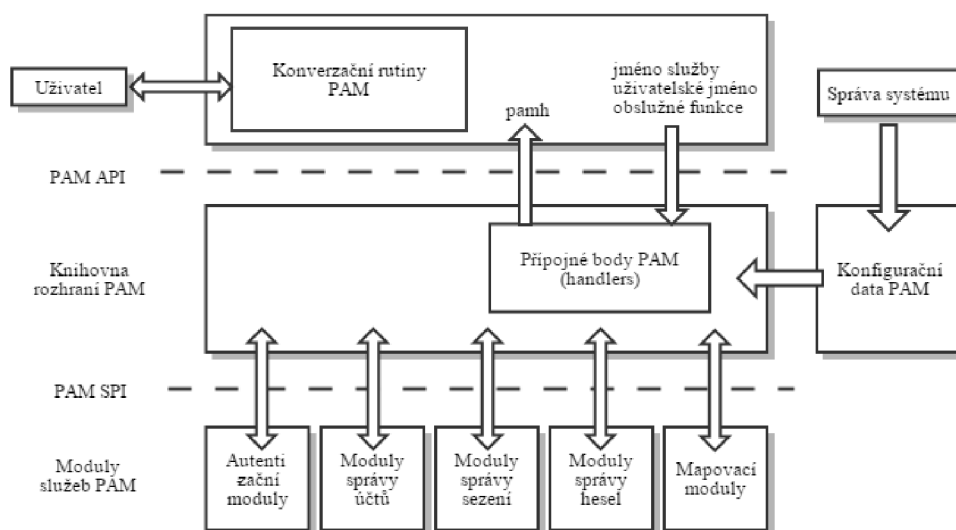 Uživatel
Konverzační rutiny
PAM
pamh
jméno služby
uživatelské jméno
obslužné funkce
Správa systému
PAM API
Knihovna
rozhraní PAM
Přípojné body PAM
(handlers)
Konfigurační
data PAM
PAM SPI
Moduly
služeb PAM
Autenti
zační
moduly
Moduly
správy
účtů
Moduly
správy
sezení
Moduly
správy
hesel
Mapovací
moduly